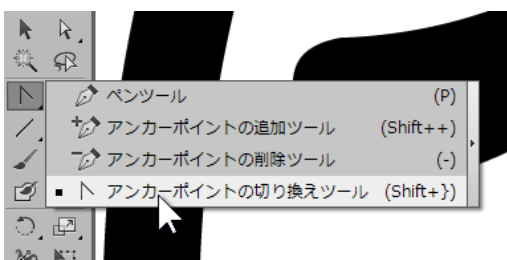 ペンツール (P)
アンカーポイントの追加ツール (Shift++)
アンカーポイントの削除ツール (-)
アンカーポイントの切り換えツール (Shift+})